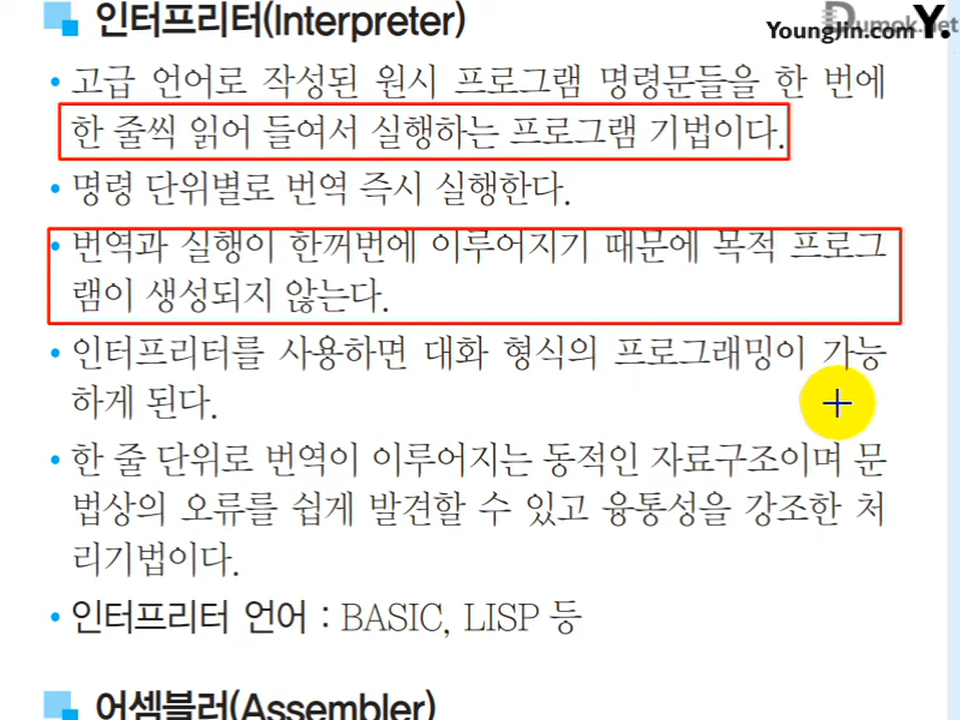 인터프리터(Interpreter)
YoungJin.com Y.
Dumok.net
• 고급 언어로 작성된 원시 프로그램 명령문들을 한 번에
한 줄씩 읽어 들여서 실행하는 프로그램 기법이다.
• 명령 단위별로 번역 즉시 실행한다.
• 번역과 실행이 한꺼번에 이루어지기 때문에 목적 프로그
램이 생성되지 않는다.
• 인터프리터를 사용하면 대화 형식의 프로그래밍이 가능
하게 된다.
• 한 줄 단위로 번역이 이루어지는 동적인 자료구조이며 문
법상의 오류를 쉽게 발견할 수 있고 융통성을 강조한 처
리기법이다.
• 인터프리터 언어 : BASIC, LISP 등
어셈블러(Assembler)